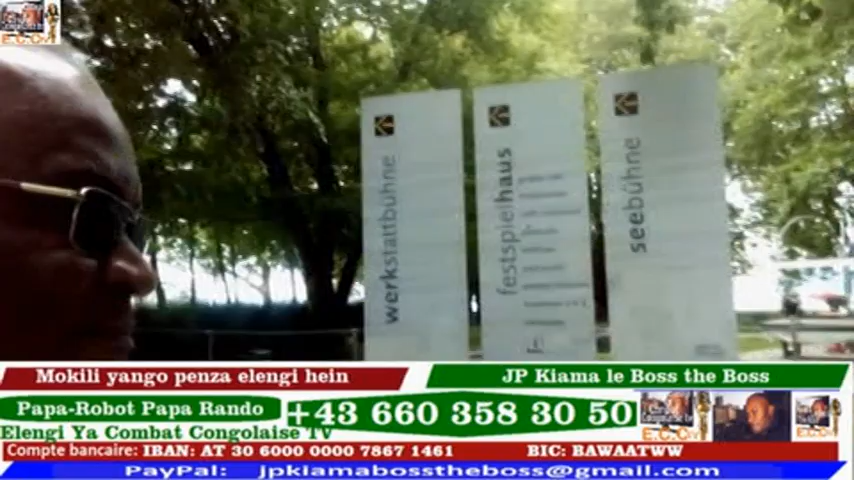 E.C.C.TV
werkstattbühne
festspielhaus
seebühne
Mokili yango penza elengi hein
JP Kiama le Boss the Boss
Papa-Robot Papa Rando
+43 660 358 30 50
Elengi Ya Combat Congolaise TV
Compte bancaire: IBAN: AT 30 6000 0000 7867 1461
BIC: BAWAATWW
PayPal: jpkiamabosstheboss@gmail.com